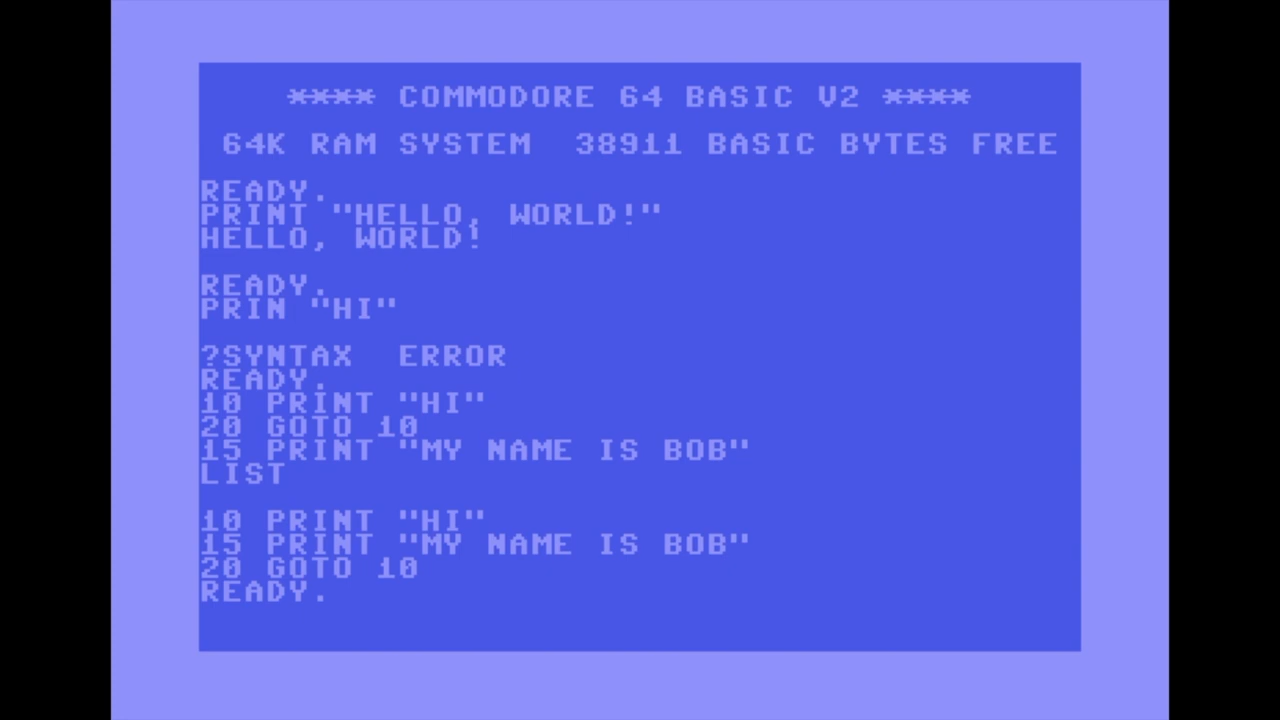 **** COMMODORE 64 BASIC V2 ****
64K RAM SYSTEM  38911 BASIC BYTES FREE
READY.
PRINT "HELLO, WORLD!"
HELLO, WORLD!
READY.
PRIN "HI"
?SYNTAX  ERROR
READY.
10 PRINT "HI"
20 GOTO 10
15 PRINT "MY NAME IS BOB"
LIST
10 PRINT "HI"
15 PRINT "MY NAME IS BOB"
20 GOTO 10
READY.